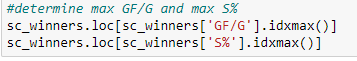 #determine max GF/G and max S%
sc_winners.loc[sc_winners['GF/G'].idxmax()]
sc_winners.loc[sc_winners['S%'].idxmax()]